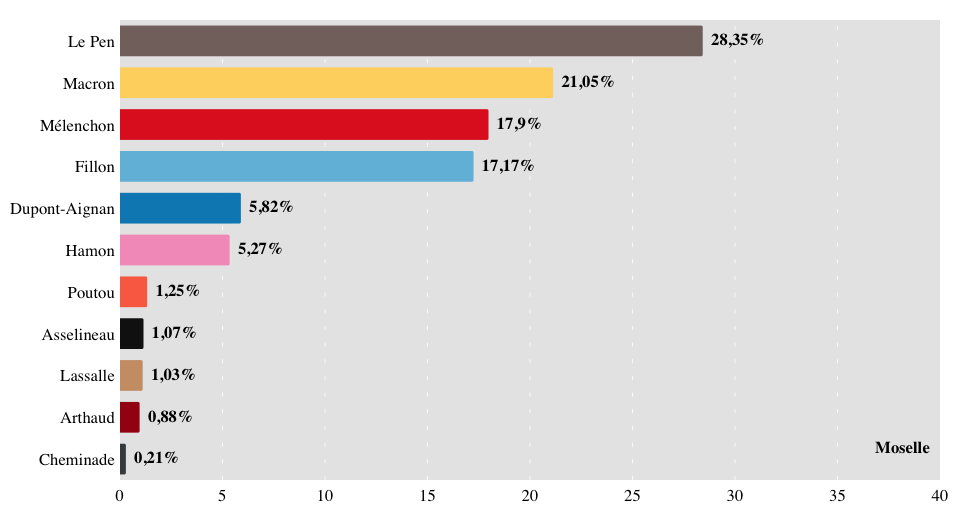 Le Pen 28,35%
Macron 21,05%
Mélenchon 17,9%
Fillon 17,17%
Dupont-Aignan 5,82%
Hamon 5,27%
Poutou 1,25%
Asselineau 1,07%
Lassalle 1,03%
Arthaud 0,88%
Moselle
Cheminade 0,21%
0 5 10 15 20 25 30 35 40